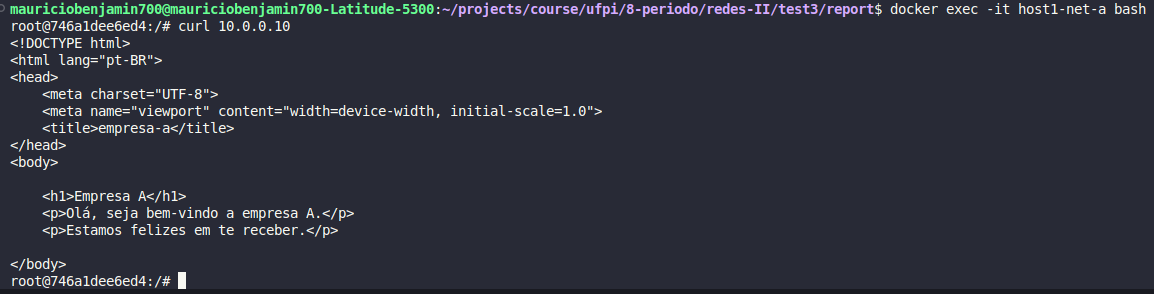 mauriciobenjamin700@mauriciobenjamin700-Latitude-5300:~/projects/course/ufpi/8-periodo/redes-II/test3/report$ docker exec -it host1-net-a bash
root@746a1dee6ed4:/# curl 10.0.0.10
<!DOCTYPE html>
<html lang="pt-BR">
<head>
    <meta charset="UTF-8">
    <meta name="viewport" content="width=device-width, initial-scale=1.0">
    <title>empresa-a</title>
</head>
<body>

    <h1>Empresa A</h1>
    <p>Olá, seja bem-vindo a empresa A.</p>
    <p>Estamos felizes em te receber.</p>

</body>
root@746a1dee6ed4:/#